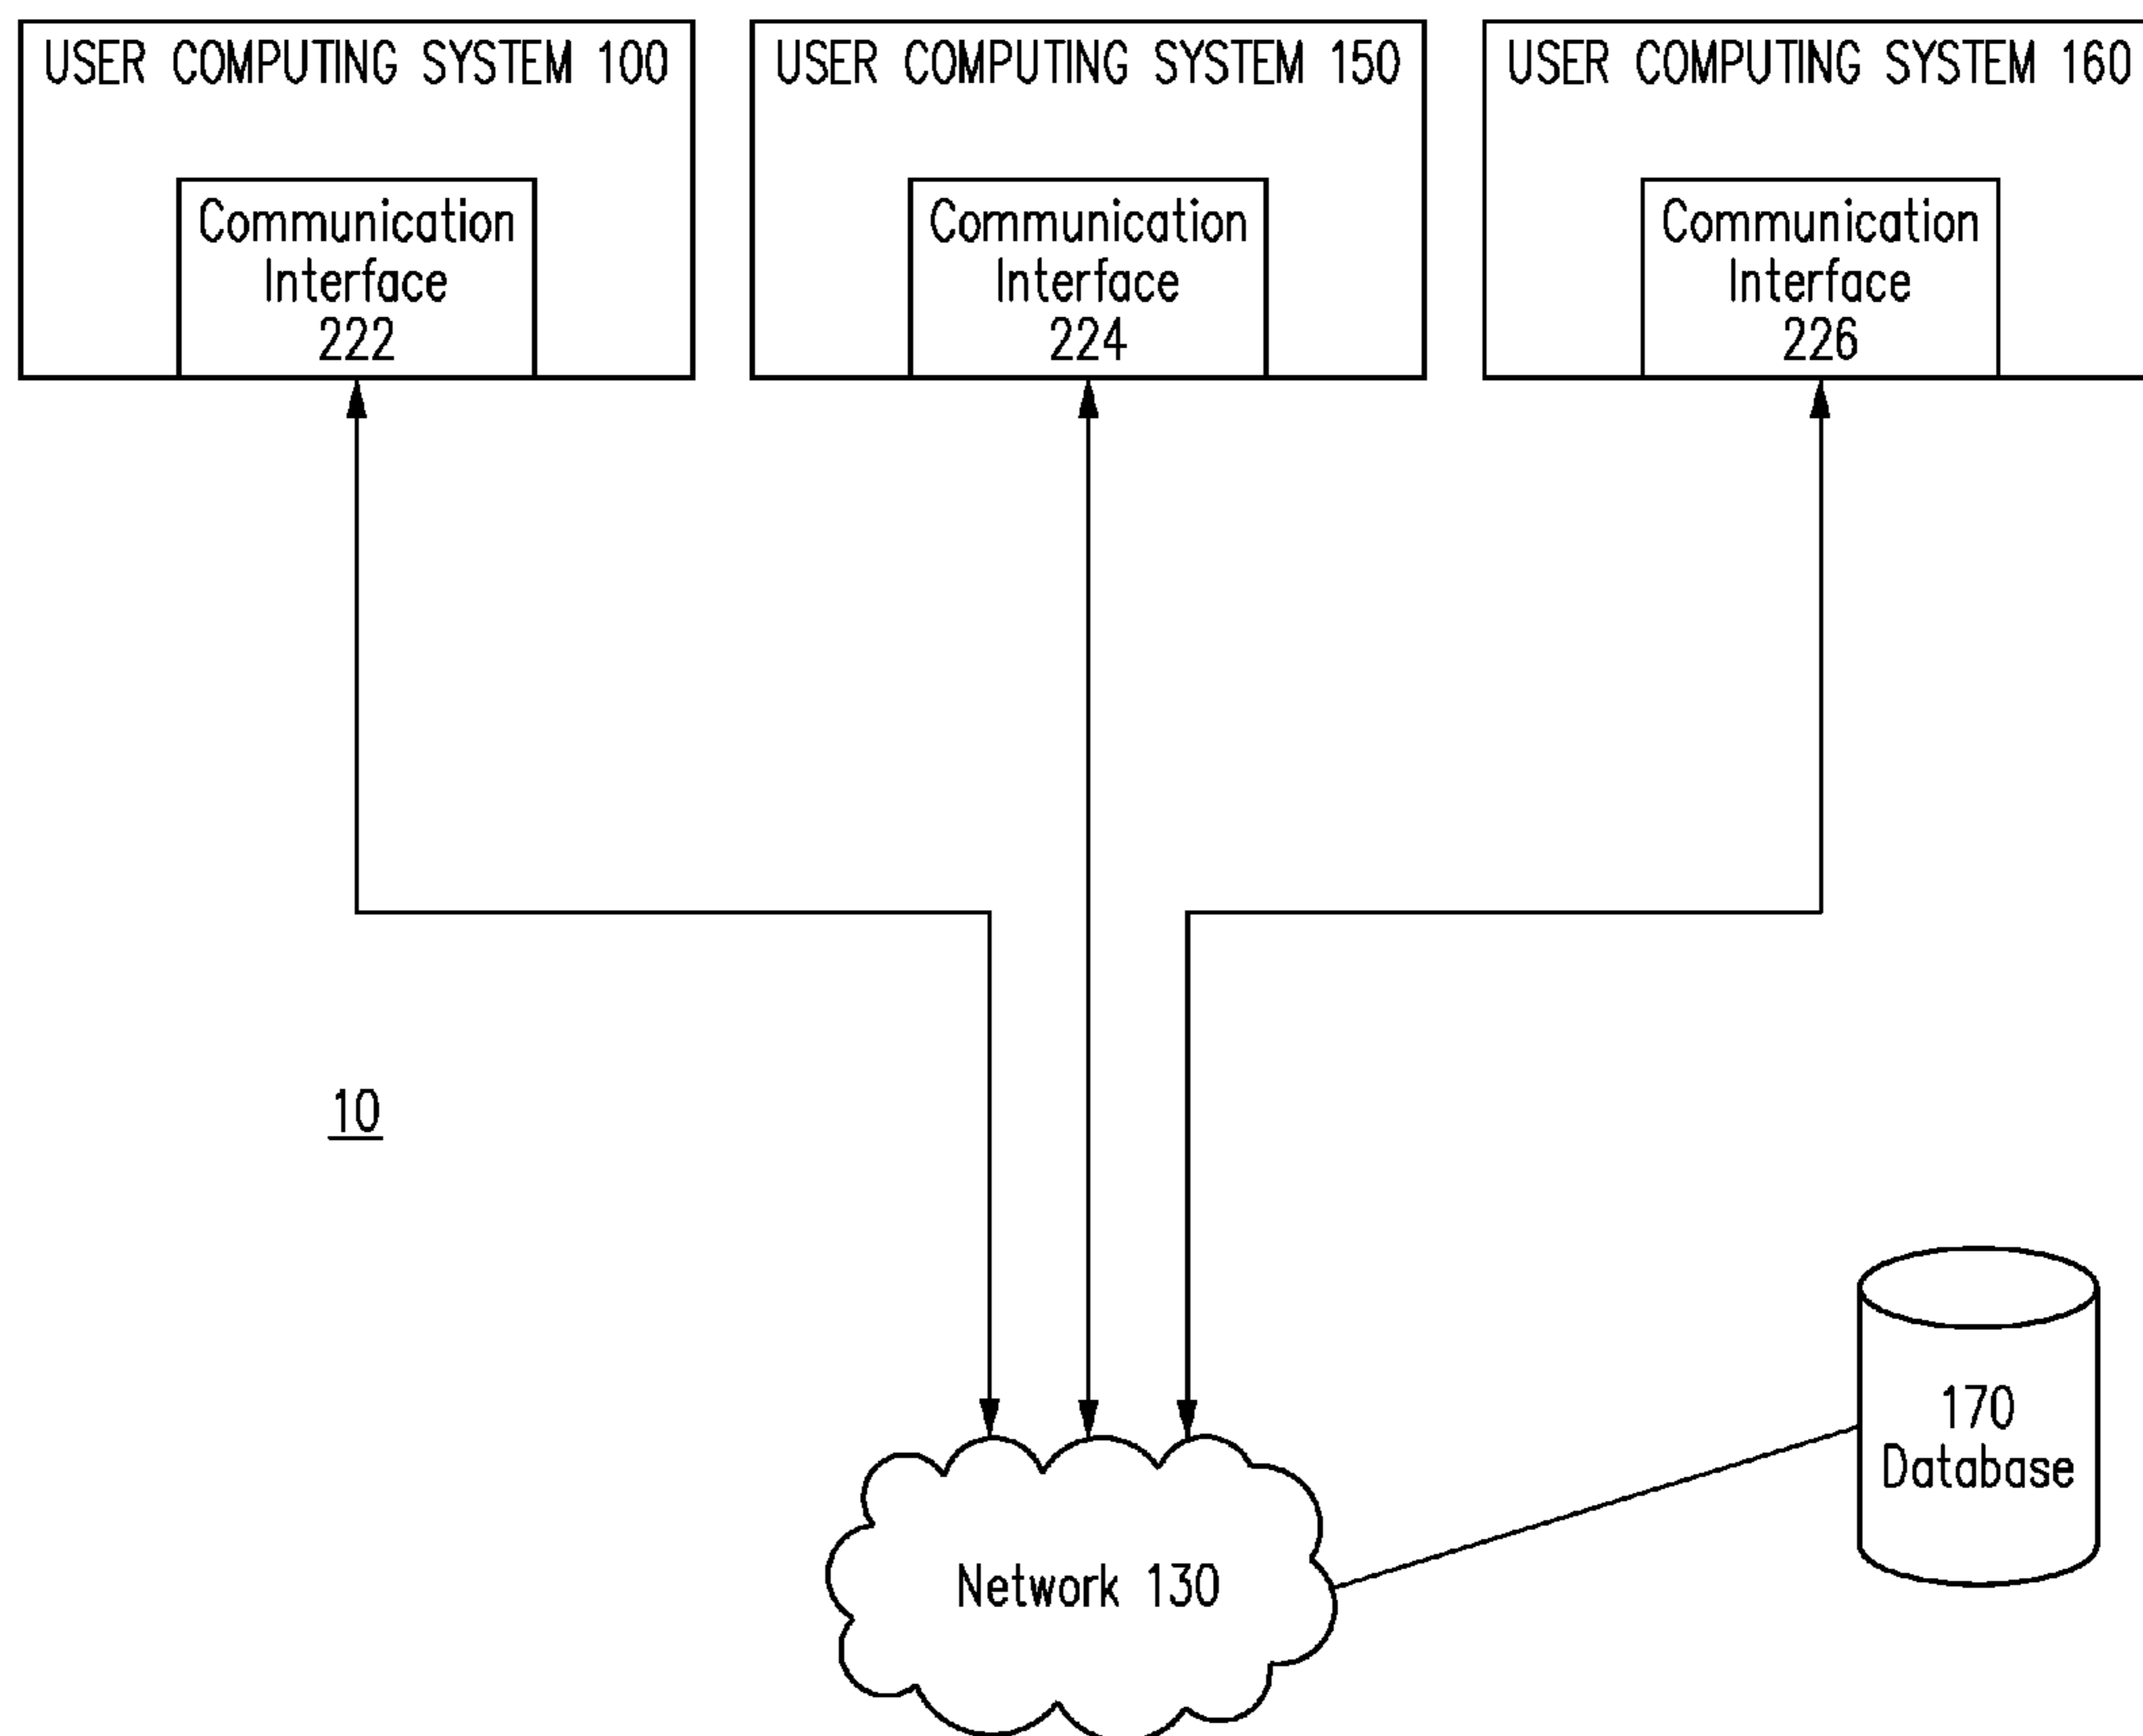 USER COMPUTING SYSTEM 100
Communication
Interface
222
USER COMPUTING SYSTEM 150
Communication
Interface
224
USER COMPUTING SYSTEM 160
Communication
Interface
226
10
170
Database
Network 130